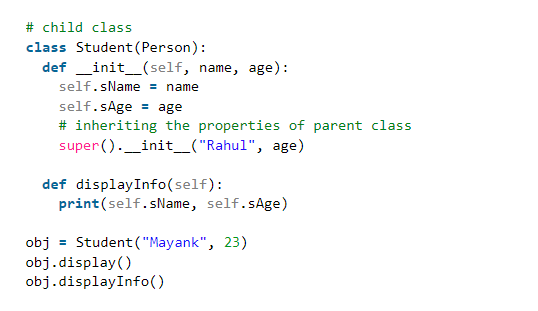 # child class
class Student(Person):
  def __init__(self, name, age):
    self.sName = name
    self.sAge = age
    # inheriting the properties of parent class
    super().__init__("Rahul", age)

  def displayInfo(self):
    print(self.sName, self.sAge)

obj = Student("Mayank", 23)
obj.display()
obj.displayInfo()